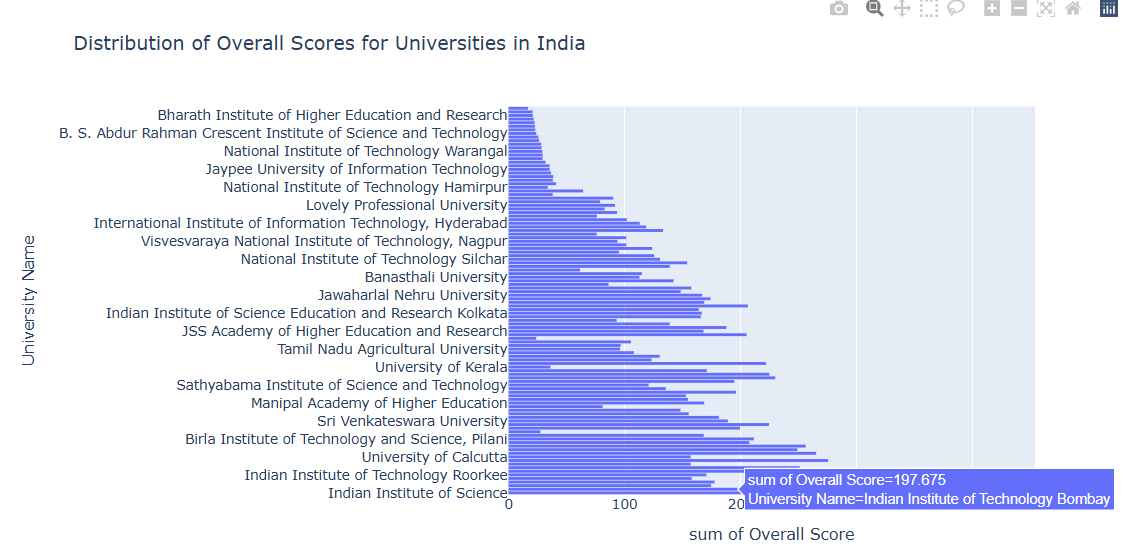 Distribution of Overall Scores for Universities in India
University Name
Bharath Institute of Higher Education and Research
B. S. Abdur Rahman Crescent Institute of Science and Technology
National Institute of Technology Warangal
Jaypee University of Information Technology
National Institute of Technology Hamirpur
Lovely Professional University
International Institute of Information Technology, Hyderabad
Visvesvaraya National Institute of Technology, Nagpur
National Institute of Technology Silchar
Banasthali University
Jawaharlal Nehru University
Indian Institute of Science Education and Research Kolkata
JSS Academy of Higher Education and Research
Tamil Nadu Agricultural University
University of Kerala
Sathyabama Institute of Science and Technology
Manipal Academy of Higher Education
Sri Venkateswara University
Birla Institute of Technology and Science, Pilani
University of Calcutta
Indian Institute of Technology Roorkee
Indian Institute of Science
sum of Overall Score=197.675
University Name=Indian Institute of Technology Bombay
0 100
sum of Overall Score